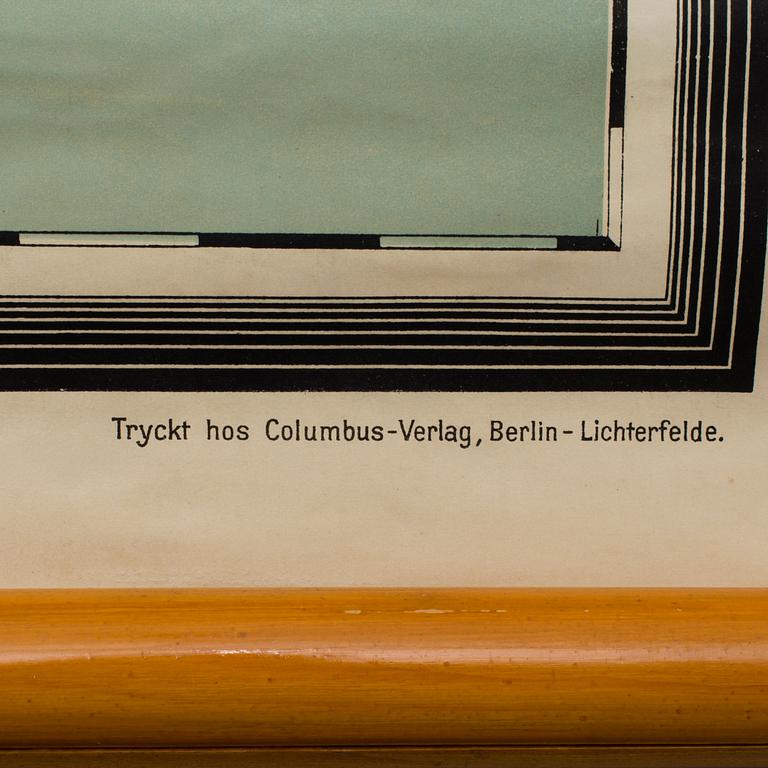 Tryckt hos Columbus-Verlag, Berlin-Lichterfelde.